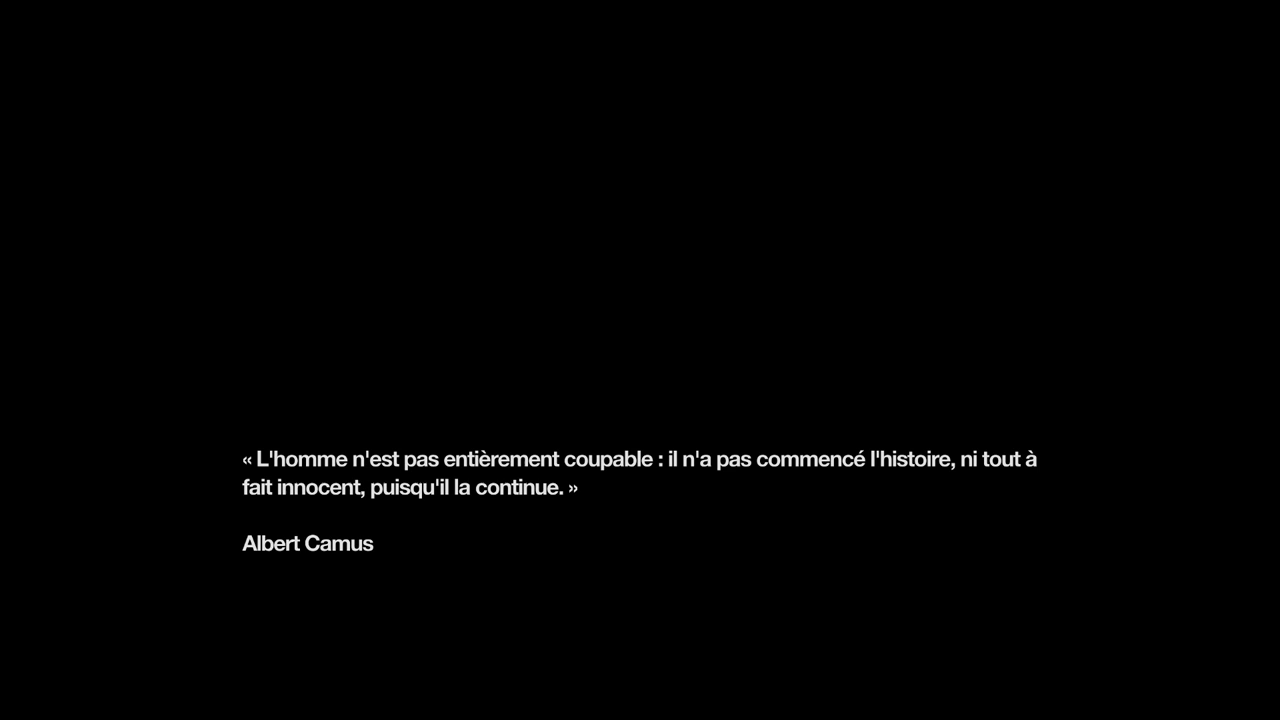 « L'homme n'est pas entièrement coupable : il n'a pas commencé l'histoire, ni tout à
fait innocent, puisqu'il la continue. »
Albert Camus